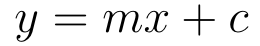 y = mx + c